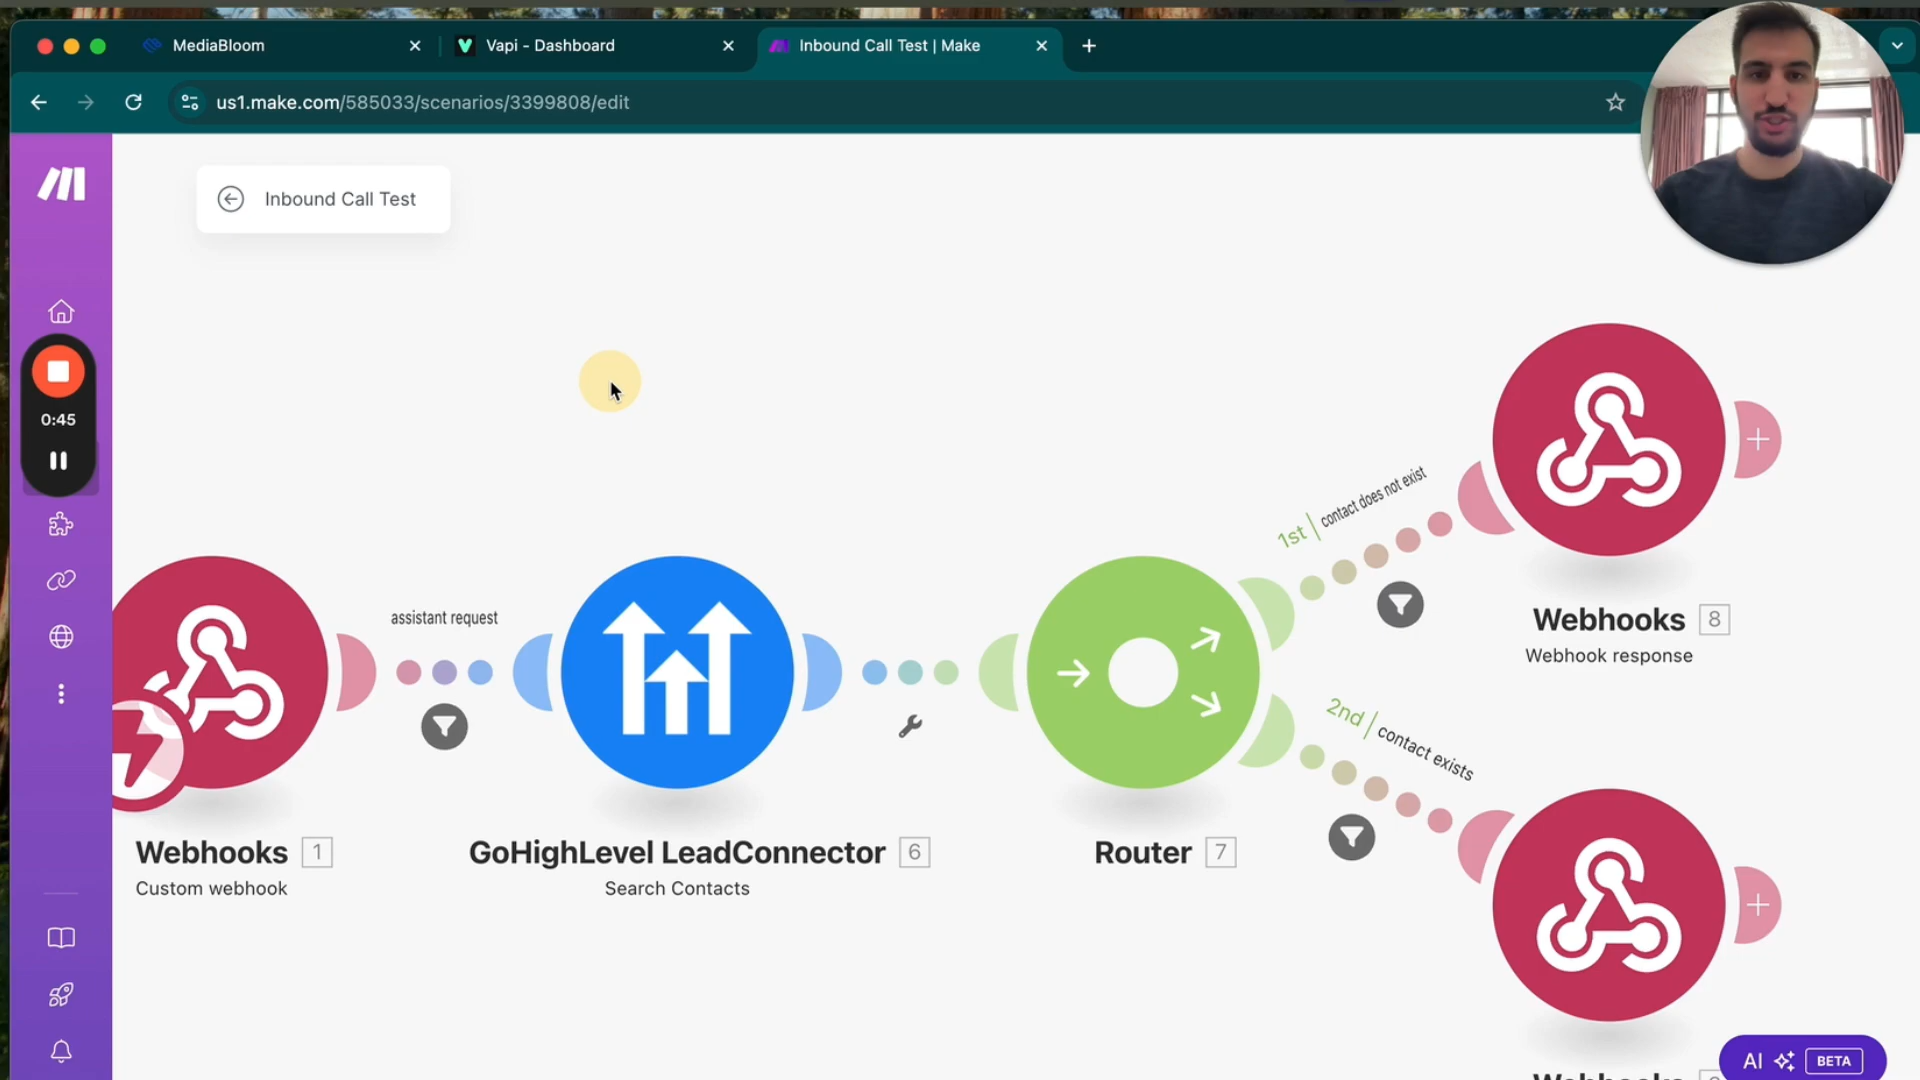 MediaBloom
Vapi - Dashboard
Inbound Call Test | Make
us1.make.com/585033/scenarios/3399808/edit
Inbound Call Test
0:45
assistant request
1st | contact does not exist
2nd | contact exists
Webhooks 8
Webhook response
Webhooks 1
Custom webhook
GoHighLevel LeadConnector 6
Search Contacts
Router 7
AI BETA
Webhooks